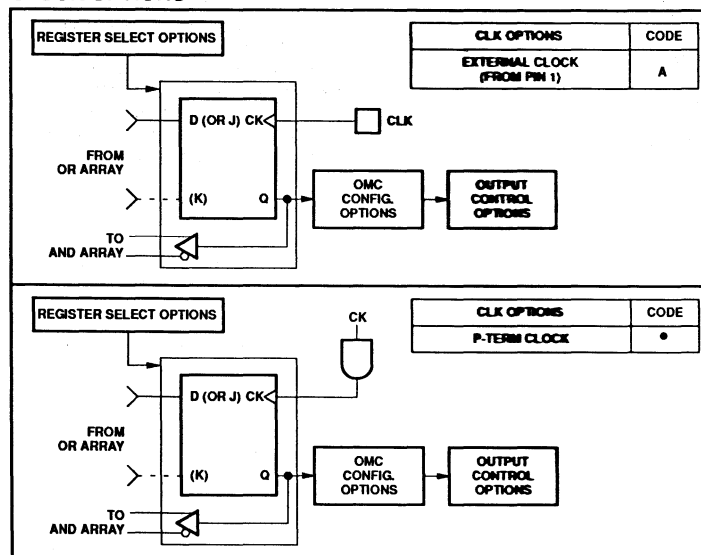 REGISTER SELECT OPTIONS
CLK OPTIONS CODE
EXTERNAL CLOCK
(FROM PIN 1)
A
D (OR J) CK
CLK
FROM
OR ARRAY
(K) Q
OMC
CONFIG.
OPTIONS
OUTPUT
CONTROL
OPTIONS
TO
AND ARRAY
REGISTER SELECT OPTIONS
CK
CLK OPTIONS CODE
P-TERM CLOCK •
D (OR J) CK
FROM
OR ARRAY
(K) Q
OMC
CONFIG.
OPTIONS
OUTPUT
CONTROL
OPTIONS
TO
AND ARRAY